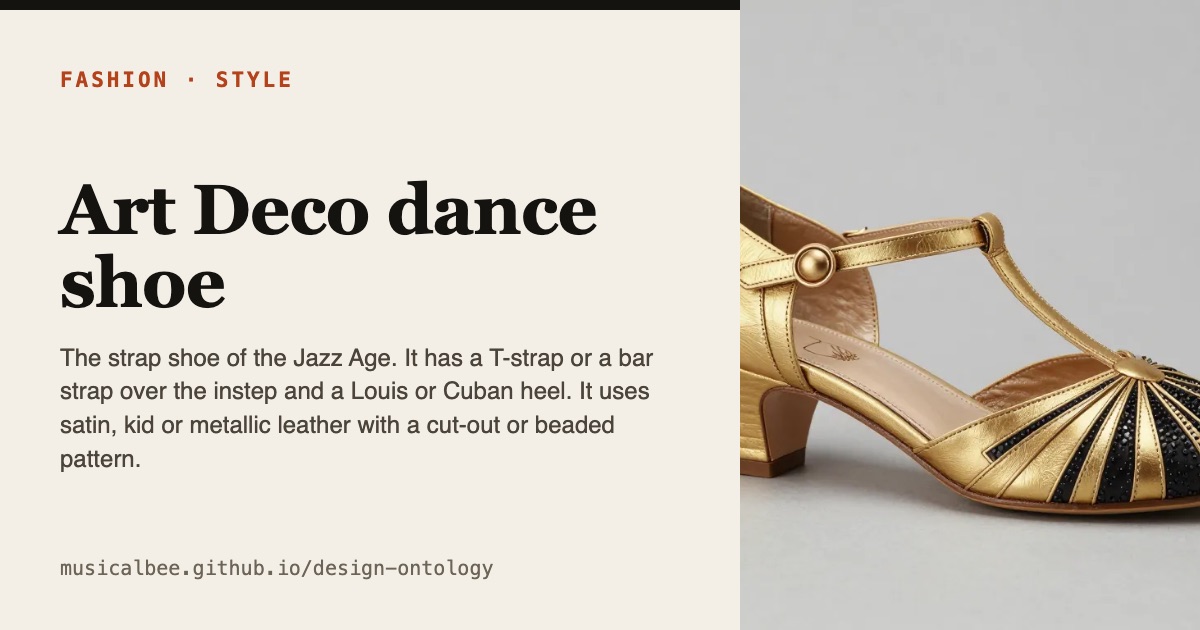 FASHION · STYLE
Art Deco dance
shoe
The strap shoe of the Jazz Age. It has a T-strap or a bar
strap over the instep and a Louis or Cuban heel. It uses
satin, kid or metallic leather with a cut-out or beaded
pattern.
musicalbee.github.io/design-ontology